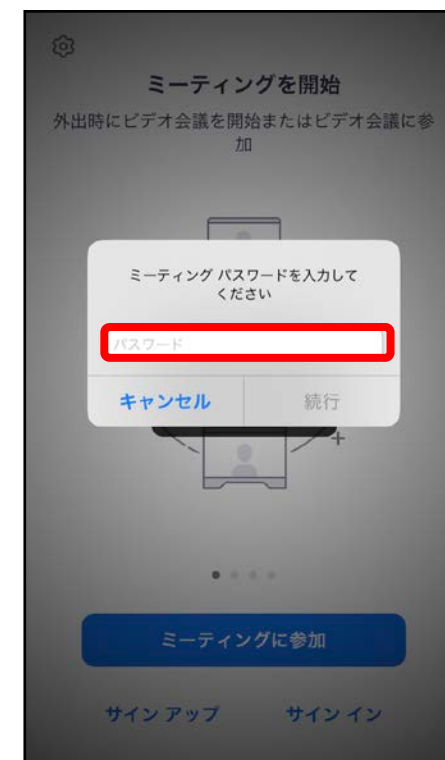 ミーティングを開始
外出時にビデオ会議を開始またはビデオ会議に参
加
ミーティング パスワードを入力して
ください
パスワード
キャンセル
続行
ミーティングに参加
サイン アップ
サイン イン